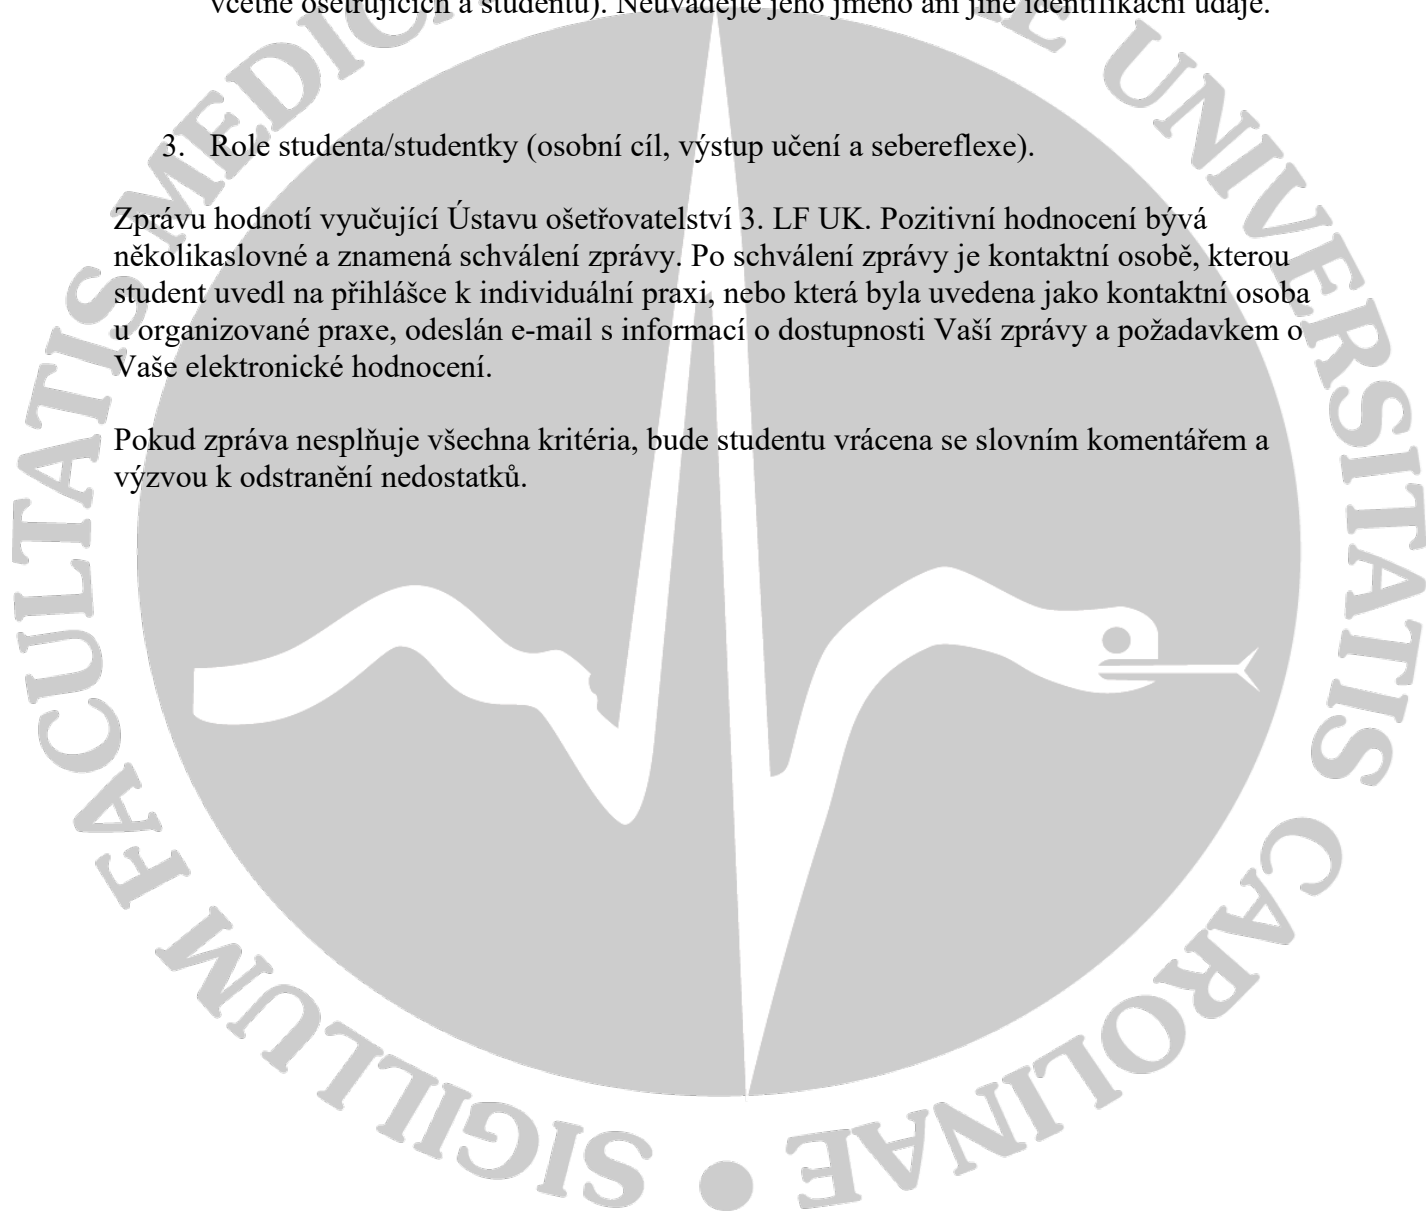 včetně ošetřujících a studentů). Neuvádějte jeho jméno ani jiné identifikační údaje.
3. Role studenta/studentky (osobní cíl, výstup učení a sebereflexe).
Zprávu hodnotí vyučující Ústavu ošetřovatelství 3. LF UK. Pozitivní hodnocení bývá
několikaslovné a znamená schválení zprávy. Po schválení zprávy je kontaktní osobě, kterou
student uvedl na přihlášce k individuální praxi, nebo která byla uvedena jako kontaktní osoba
u organizované praxe, odeslán e-mail s informací o dostupnosti Vaší zprávy a požadavkem o
Vaše elektronické hodnocení.
Pokud zpráva nesplňuje všechna kritéria, bude studentu vrácena se slovním komentářem a
výzvou k odstranění nedostatků.
SIGILLUM FACULTATIS MEDIC
UNIVERSITATIS CAROLINAE